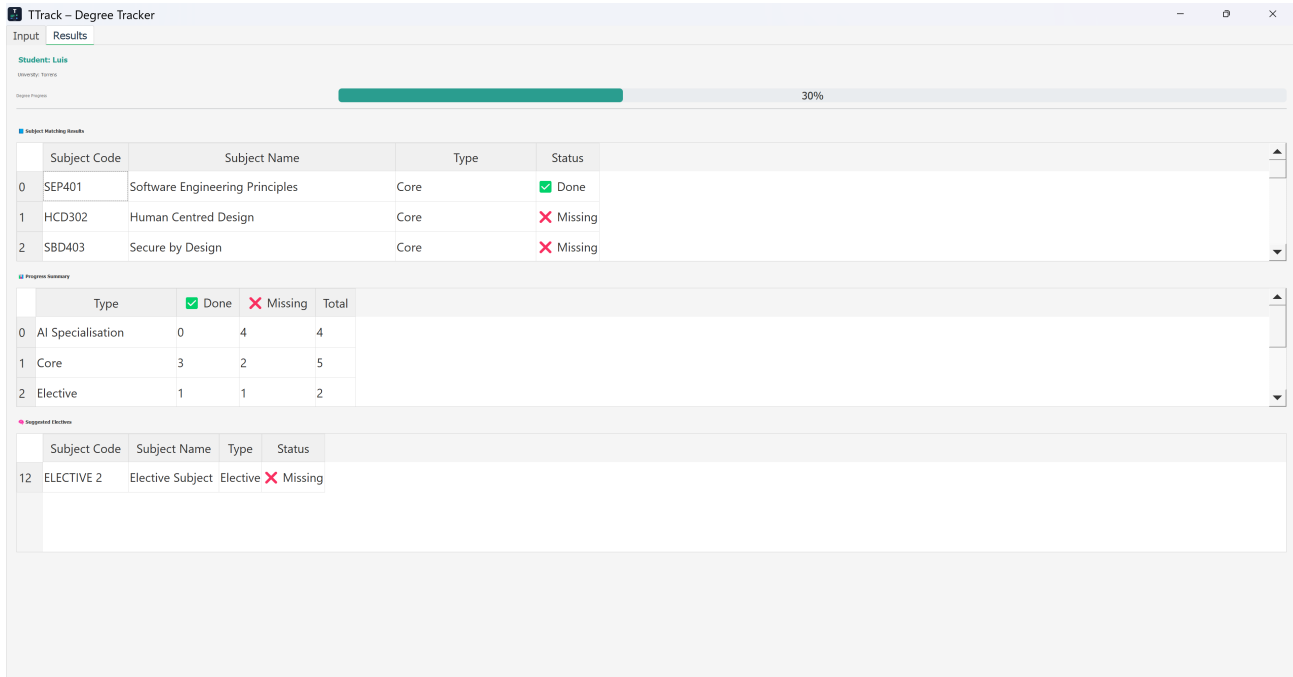 TTrack – Degree Tracker
Input Results
Student: Luis
University: Torrens
Degree Progress 30%
Subject Matching Results
Subject Code Subject Name Type Status
0 SEP401 Software Engineering Principles Core ✅ Done
1 HCD302 Human Centred Design Core ❌ Missing
2 SBD403 Secure by Design Core ❌ Missing
Progress Summary
Type ✅ Done ❌ Missing Total
0 AI Specialisation 0 4 4
1 Core 3 2 5
2 Elective 1 1 2
Suggested Electives
Subject Code Subject Name Type Status
12 ELECTIVE 2 Elective Subject Elective ❌ Missing